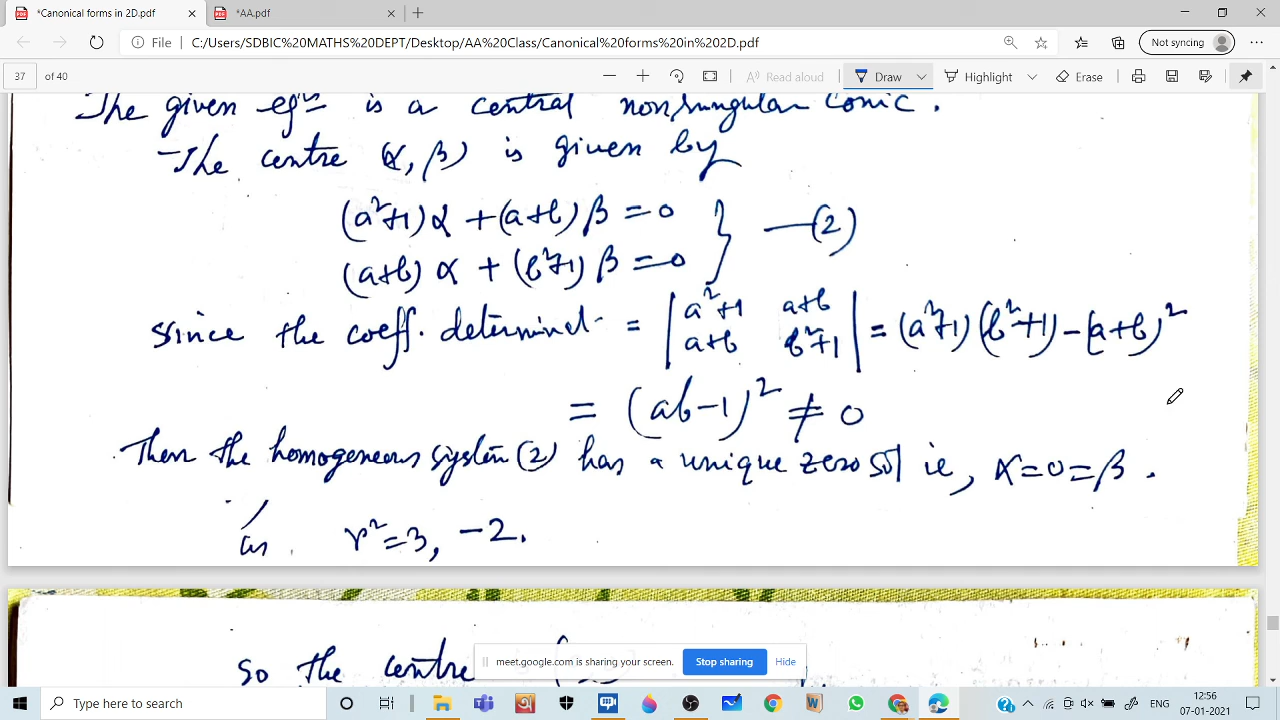 *Canonical forms in 2D.pdf
*AA.pdf
File
C:/Users/SDBIC%20MATHS%20DEPT/Desktop/AA%20Class/Canonical%20forms%20in%202D.pdf
Not syncing
37 of 40
Read aloud
Draw
Highlight
Erase
The given eqn is a central nonsingular conic.
The centre (α, β) is given by
(a²+1)α + (a+b)β = 0
(a+b)α + (b²+1)β = 0 } —(2)
Since the coeff. determinant = | a²+1 a+b |
| a+b b²+1 | = (a²+1)(b²+1) - (a+b)²
= (ab-1)² ≠ 0
Then the homogeneous system (2) has a unique zero sol ie, α=0=β.
as r²=3, -2.
So the centre
meet.google.com is sharing your screen.
Stop sharing
Hide
Type here to search
ENG
12:56
07-01-2021